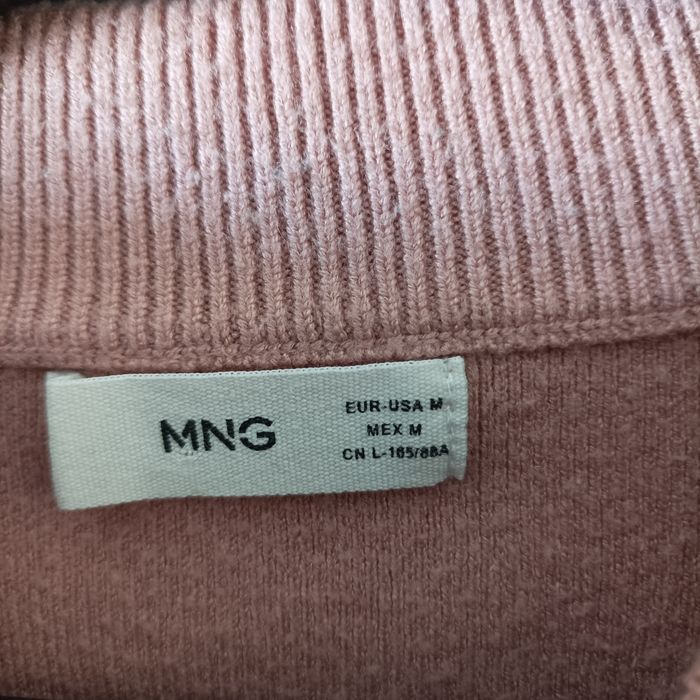 MNG
EUR-USA M
MEX M
CN L-165/88A